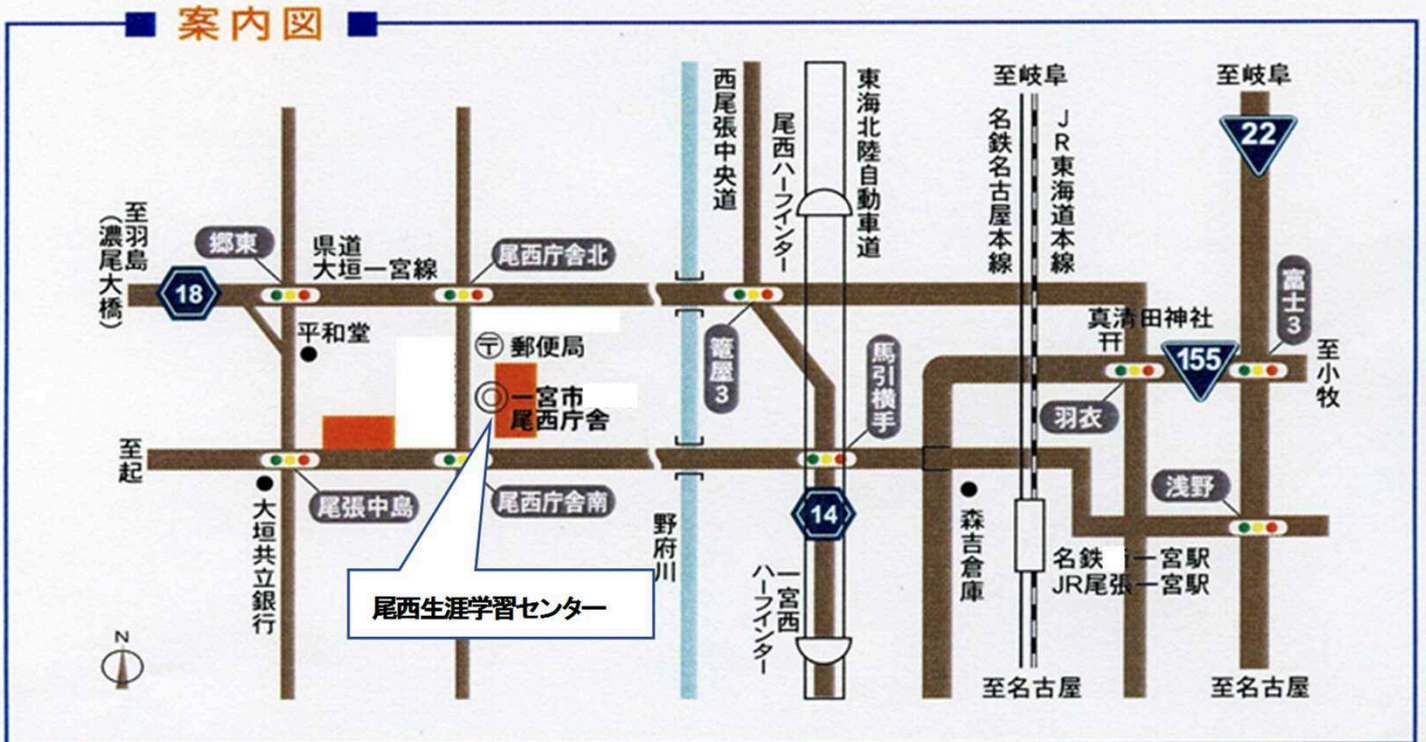 案内図
至岐阜
至岐阜
西尾張中央道
尾西ハーフインター
東海北陸自動車道
名鉄名古屋本線
JR東海道本線
22
至羽島
(濃尾大橋)
18
郷東
県道
大垣一宮線
尾西庁舎北
富士3
平和堂
〒郵便局
篭屋3
馬引横手
真清田神社
155
至小牧
羽衣
一宮市
尾西庁舎
至起
尾張中島
尾西庁舎南
14
浅野
大垣共立銀行
野府川
森吉倉庫
名鉄 一宮駅
JR尾張一宮駅
尾西生涯学習センター
一宮西
ハーフインター
N
至名古屋
至名古屋